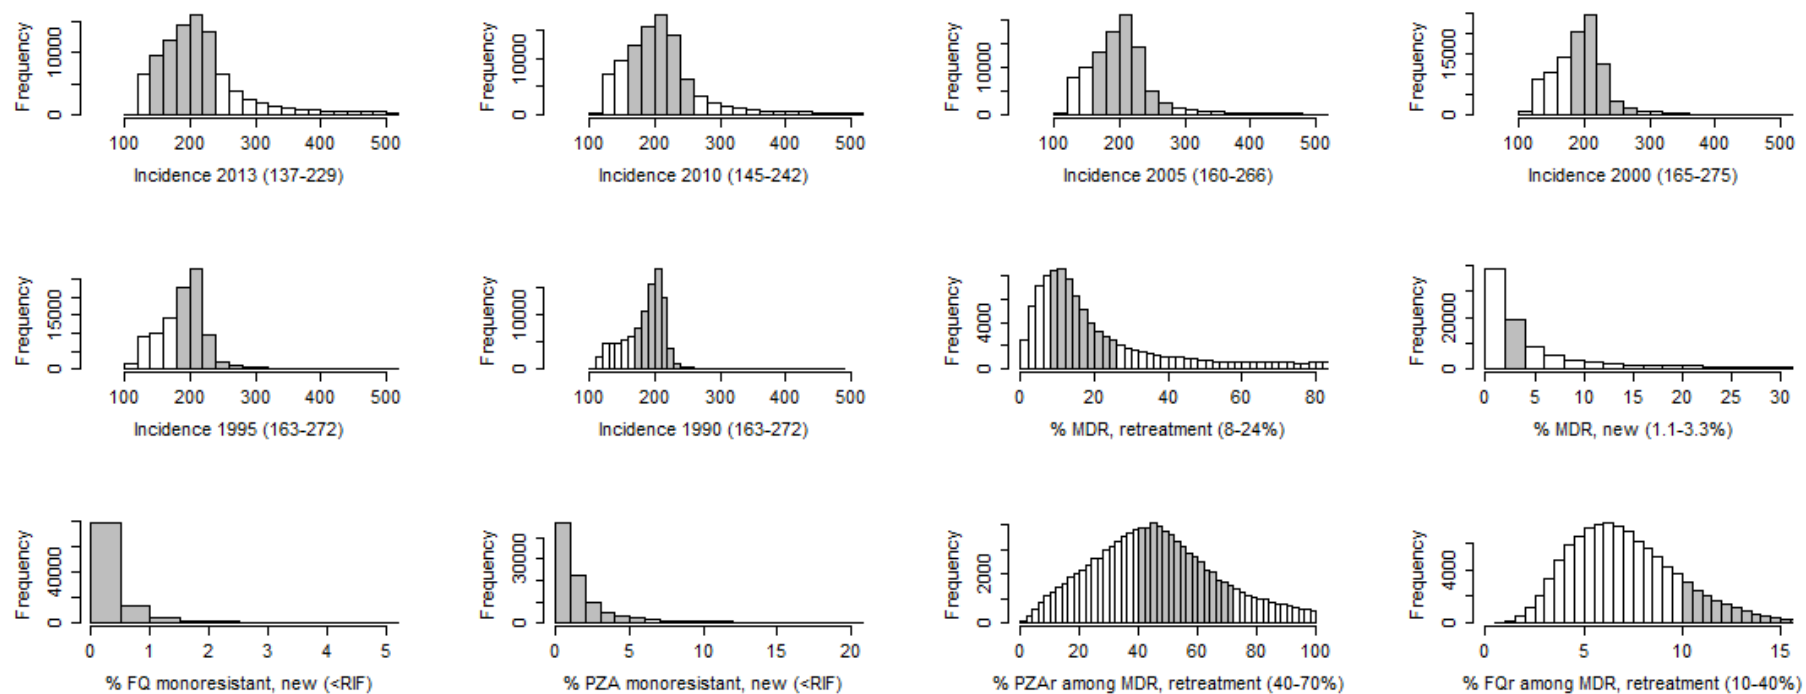 Frequency
0 10000
100 200 300 400 500
Incidence 2013 (137-229)
Frequency
0 10000
100 200 300 400 500
Incidence 2010 (145-242)
Frequency
0 10000
100 200 300 400 500
Incidence 2005 (160-266)
Frequency
0 15000
100 200 300 400 500
Incidence 2000 (165-275)
Frequency
0 15000
100 200 300 400 500
Incidence 1995 (163-272)
Frequency
0 10000
100 200 300 400 500
Incidence 1990 (163-272)
Frequency
0 4000
0 20 40 60 80
% MDR, retreatment (8-24%)
Frequency
0 20000
0 5 10 15 20 25 30
% MDR, new (1.1-3.3%)
Frequency
0 40000
0 1 2 3 4 5
% FQ monoresistant, new (<RIF)
Frequency
0 30000
0 5 10 15 20
% PZA monoresistant, new (<RIF)
Frequency
0 2000
0 20 40 60 80 100
% PZAr among MDR, retreatment (40-70%)
Frequency
0 4000
5 10 15
% FQr among MDR, retreatment (10-40%)